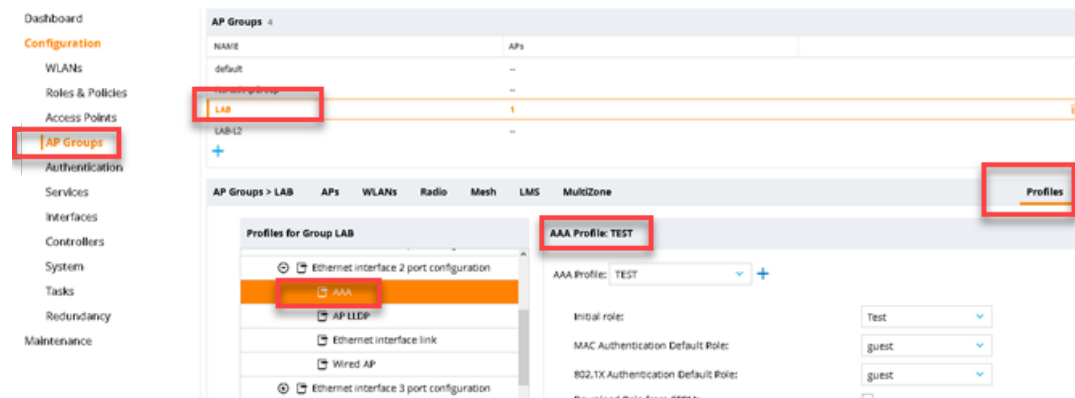 Dashboard
Configuration
WLANs
Roles & Policies
Access Points
AP Groups
Authentication
Services
Interfaces
Controllers
System
Tasks
Redundancy
Maintenance
AP Groups 4
NAME APs
default --
--
LAB 1
LAB-L2 --
+
AP Groups > LAB APs WLANs Radio Mesh LMS MultiZone Profiles
Profiles for Group LAB
Ethernet interface 2 port configuration
AAA
AP LLDP
Ethernet interface link
Wired AP
Ethernet interface 3 port configuration
AAA Profile: TEST
AAA Profile: TEST +
Initial role: Test
MAC Authentication Default Role: guest
802.1X Authentication Default Role: guest